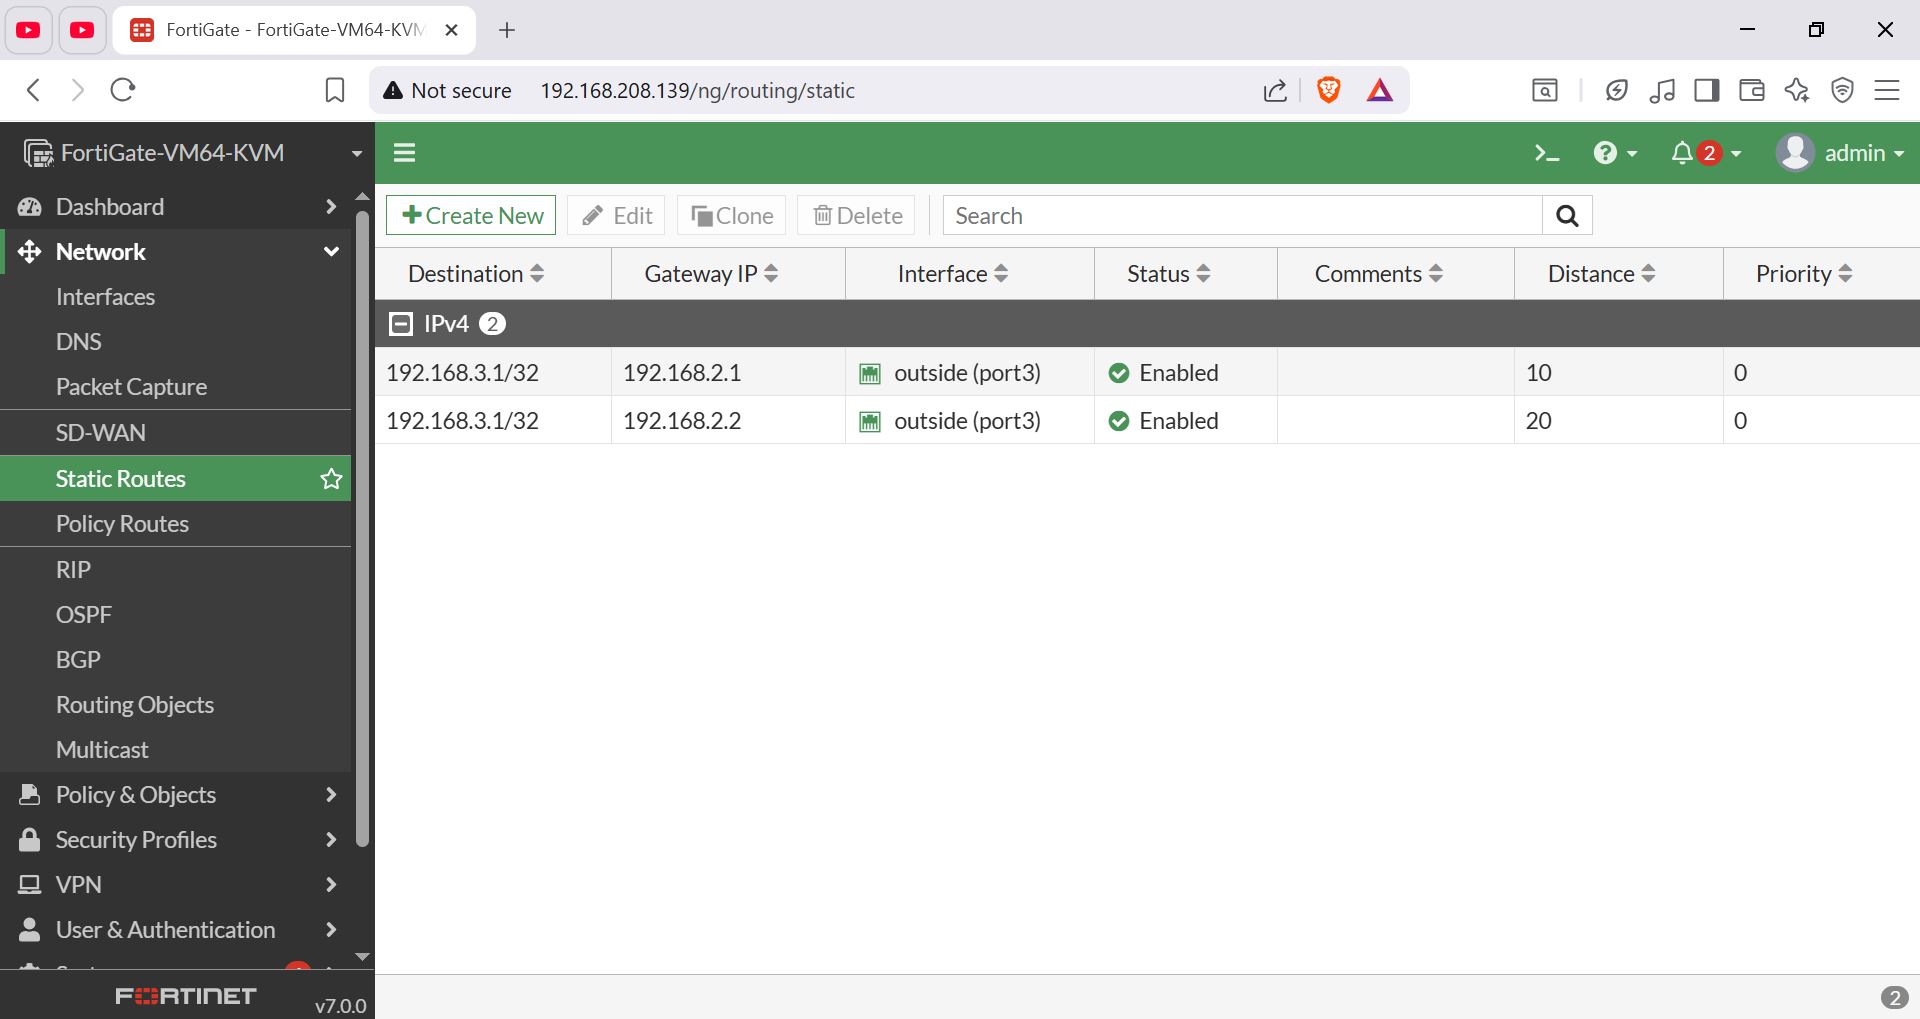 FortiGate - FortiGate-VM64-KVM
Not secure 192.168.208.139/ng/routing/static
FortiGate-VM64-KVM
2
admin
Dashboard
Network
Interfaces
DNS
Packet Capture
SD-WAN
Static Routes
Policy Routes
RIP
OSPF
BGP
Routing Objects
Multicast
Policy & Objects
Security Profiles
VPN
User & Authentication
FORTINET
v7.0.0
Create New Edit Clone Delete Search
Destination Gateway IP Interface Status Comments Distance Priority
IPv4 2
192.168.3.1/32 192.168.2.1 outside (port3) Enabled 10 0
192.168.3.1/32 192.168.2.2 outside (port3) Enabled 20 0
2